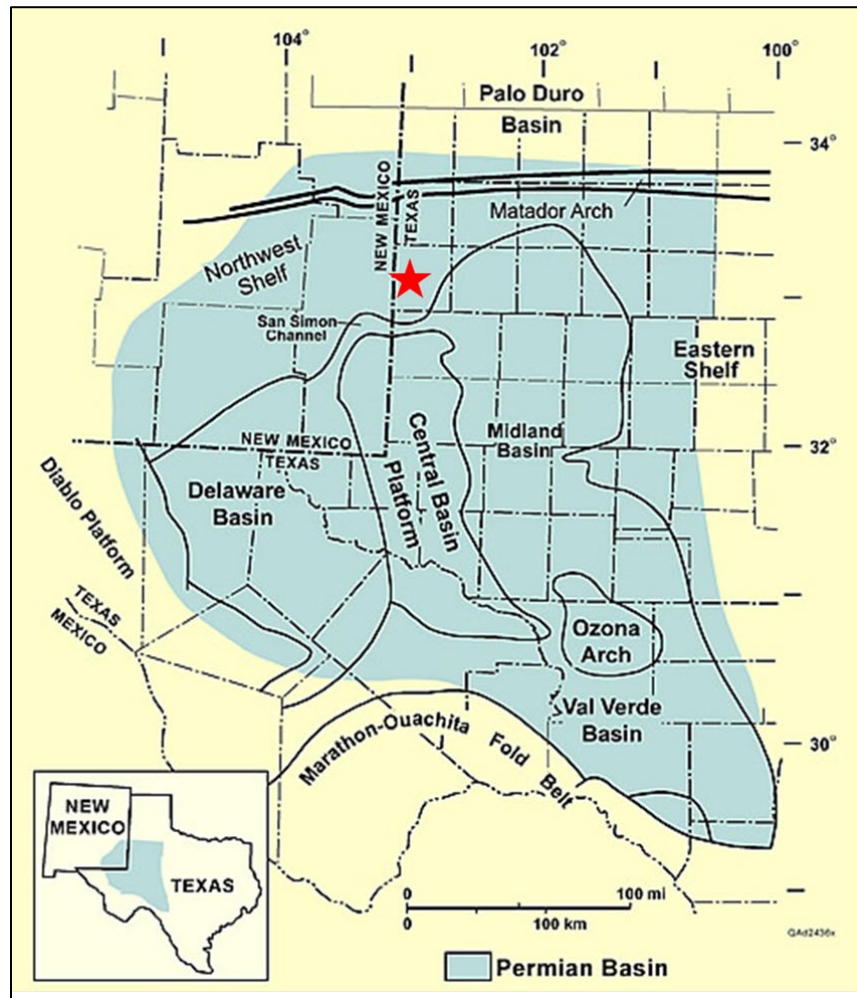 104°
102°
100°
Palo Duro
Basin
34°
NEW MEXICO
TEXAS
Matador Arch
Northwest
Shelf
San Simon
Channel
Eastern
Shelf
Central Basin
Platform
Midland
Basin
NEW MEXICO
TEXAS
32°
Delaware
Basin
Diablo Platform
TEXAS
MEXICO
Ozona
Arch
Val Verde
Basin
Marathon-Ouachita Fold Belt
30°
NEW
MEXICO
TEXAS
0 100 mi
0 100 km
QAd2436x
Permian Basin